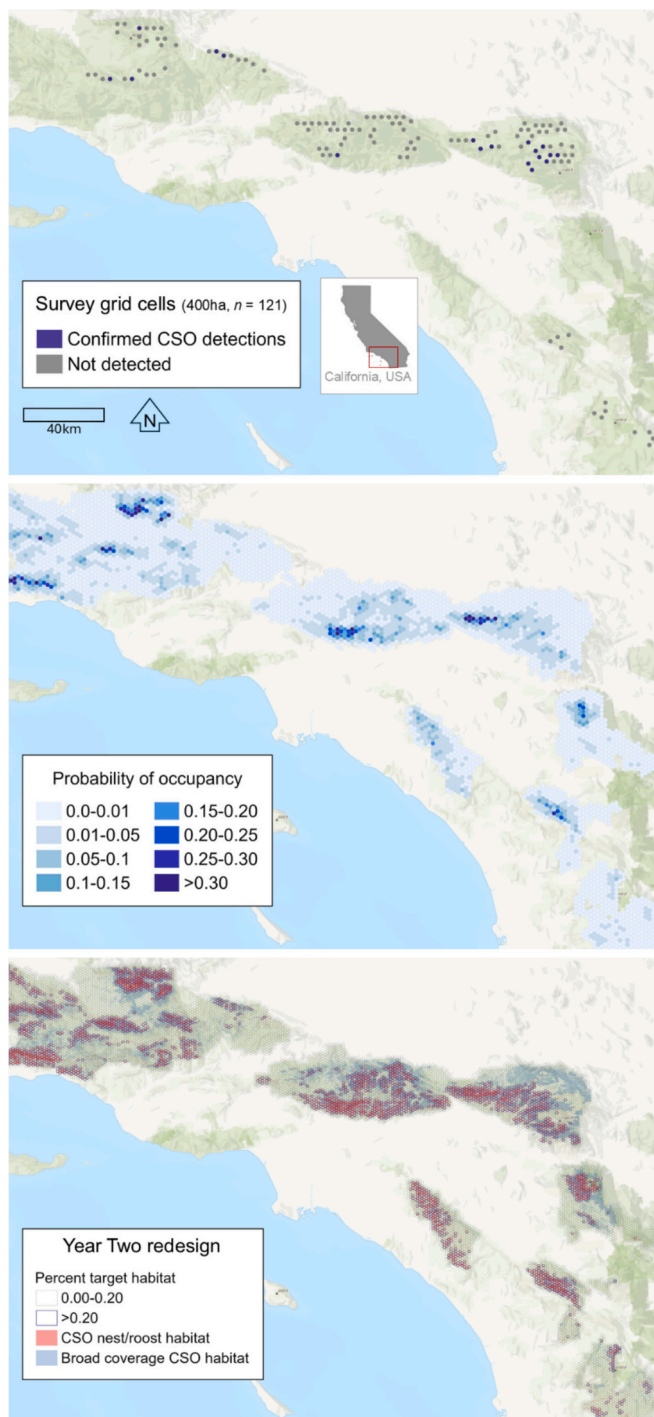 Survey grid cells (400ha, n = 121)
Confirmed CSO detections
Not detected
California, USA
40km
N
Probability of occupancy
0.0-0.01
0.15-0.20
0.01-0.05
0.20-0.25
0.05-0.1
0.25-0.30
0.1-0.15
>0.30
Year Two redesign
Percent target habitat
0.00-0.20
>0.20
CSO nest/roost habitat
Broad coverage CSO habitat